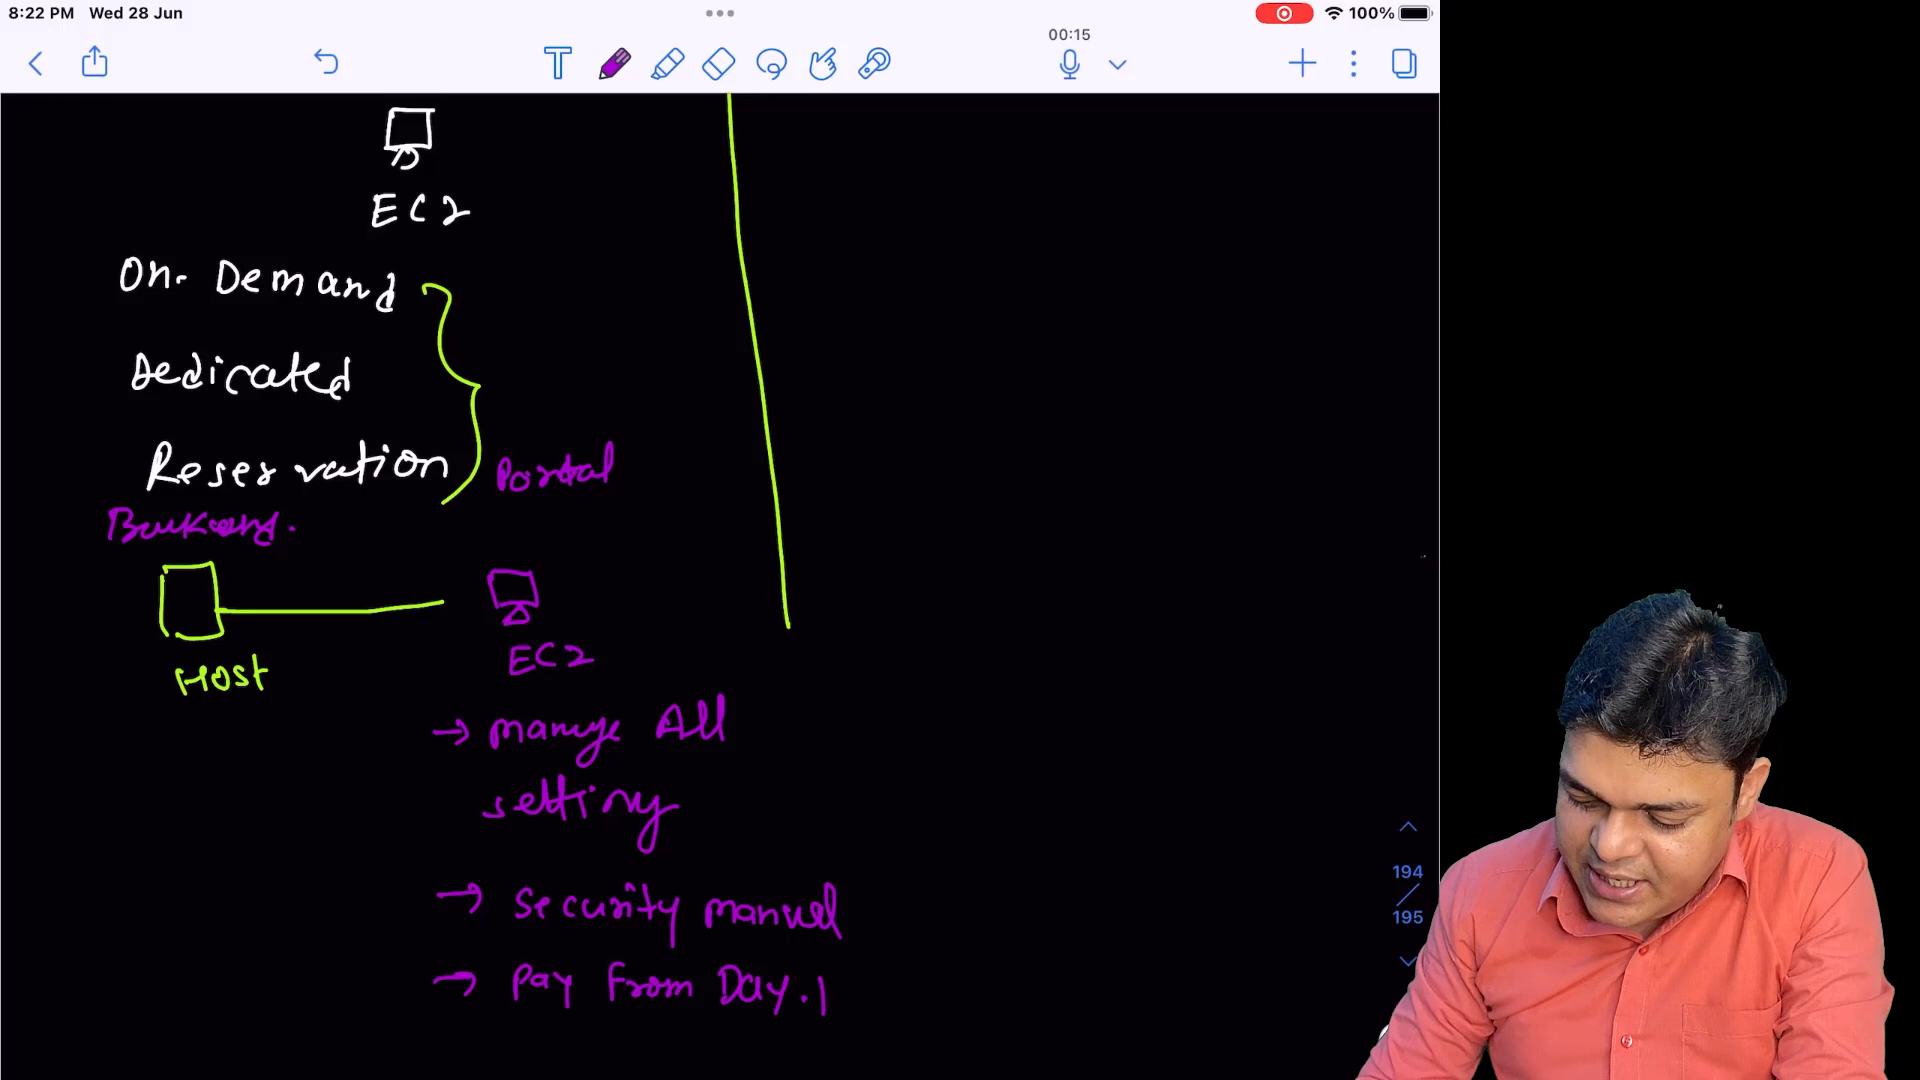 8:22 PM Wed 28 Jun
100%
00:15
T
EC2
On-Demand
Dedicated
Reservation
Portal
Host
EC2
→ manage All
setting
→ security manual
→ Pay From Day.1
194
195